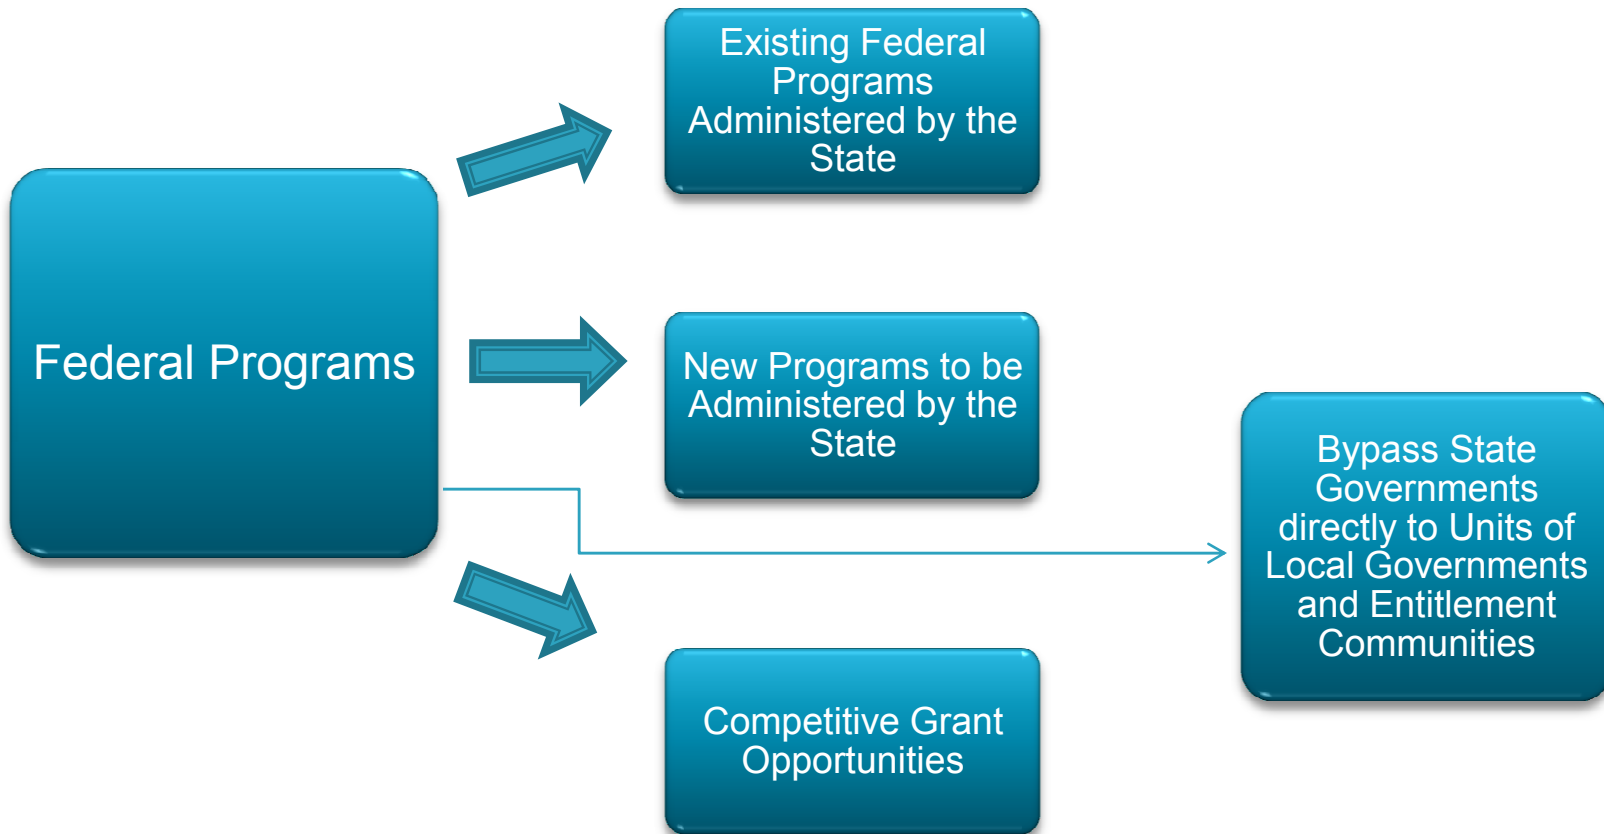 Existing Federal
Programs
Administered by the
State
Federal Programs
New Programs to be
Administered by the
State
Bypass State
Governments
directly to Units of
Local Governments
and Entitlement
Communities
Competitive Grant
Opportunities